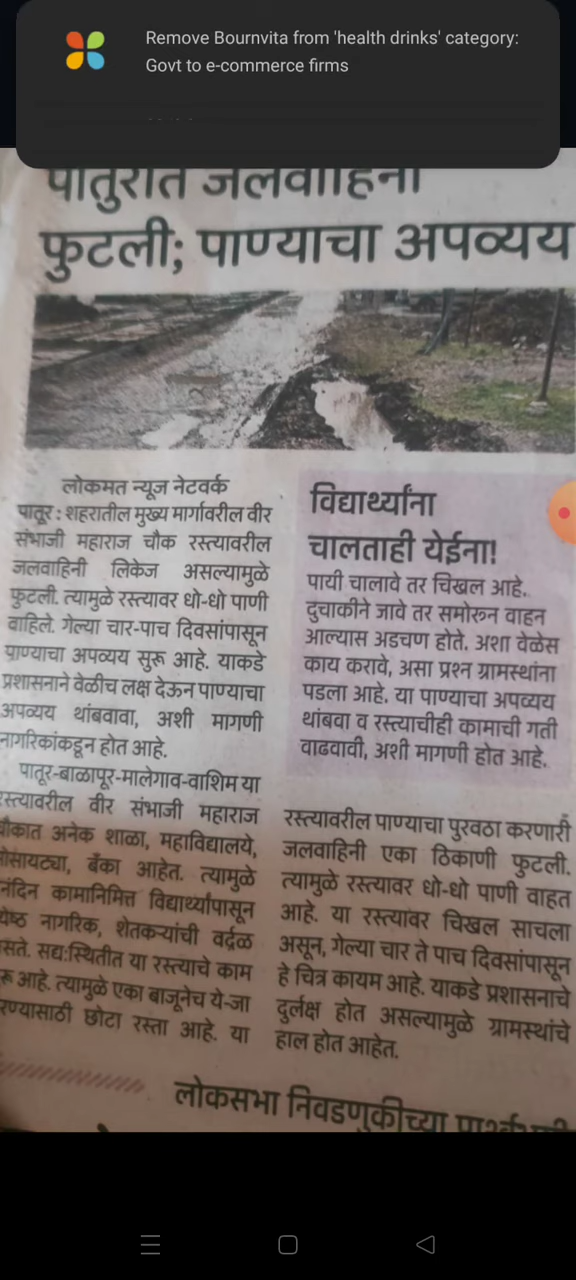 Remove Bournvita from 'health drinks' category:
Govt to e-commerce firms
पातुरात जलवाहिनी
फुटली; पाण्याचा अपव्यय
लोकमत न्यूज नेटवर्क
पातूर : शहरातील मुख्य मार्गावरील वीर
संभाजी महाराज चौक रस्त्यावरील
जलवाहिनी लिकेज असल्यामुळे
फुटली. त्यामुळे रस्त्यावर धो-धो पाणी
वाहिले. गेल्या चार-पाच दिवसांपासून
पाण्याचा अपव्यय सुरू आहे. याकडे
प्रशासनाने वेळीच लक्ष देऊन पाण्याचा
अपव्यय थांबवावा, अशी मागणी
नागरिकांकडून होत आहे.
पातूर-बाळापूर-मालेगाव-वाशिम या
रस्त्यावरील वीर संभाजी महाराज
चौकात अनेक शाळा, महाविद्यालये,
सोसायट्या, बँका आहेत. त्यामुळे
नंदिन कामानिमित्त विद्यार्थ्यांपासून
ज्येष्ठ नागरिक, शेतकऱ्यांची वर्दळ
असते. सद्य:स्थितीत या रस्त्याचे काम
सुरू आहे. त्यामुळे एका बाजूनेच ये-जा
करण्यासाठी छोटा रस्ता आहे. या
विद्यार्थ्यांना
चालताही येईना!
पायी चालावे तर चिखल आहे.
दुचाकीने जावे तर समोरून वाहन
आल्यास अडचण होते. अशा वेळेस
काय करावे, असा प्रश्न ग्रामस्थांना
पडला आहे. या पाण्याचा अपव्यय
थांबवा व रस्त्याचीही कामाची गती
वाढवावी, अशी मागणी होत आहे.
रस्त्यावरील पाण्याचा पुरवठा करणारी
जलवाहिनी एका ठिकाणी फुटली.
त्यामुळे रस्त्यावर धो-धो पाणी वाहत
आहे. या रस्त्यावर चिखल साचला
असून, गेल्या चार ते पाच दिवसांपासून
हे चित्र कायम आहे. याकडे प्रशासनाचे
दुर्लक्ष होत असल्यामुळे ग्रामस्थांचे
हाल होत आहेत.
लोकसभा निवडणुकीच्या